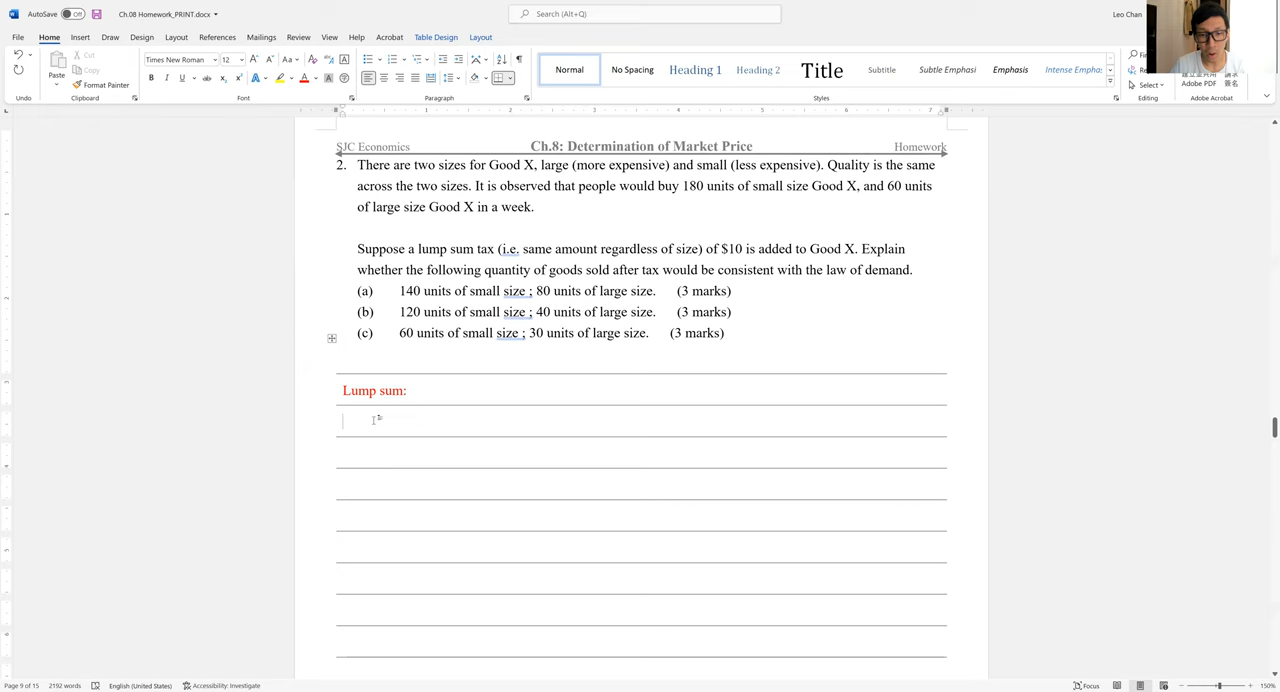 AutoSave Off Ch.08 Homework_PRINT.docx Search (Alt+Q) Leo Chan
File Home Insert Draw Design Layout References Mailings Review View Help Acrobat Table Design Layout
Paste Cut Copy Format Painter
Times New Roman 12
Normal No Spacing Heading 1 Heading 2 Title Subtitle Subtle Emphasi Emphasis Intense Empha:
Select
Adobe PDF
Undo Clipboard Font Paragraph Styles Editing Adobe Acrobat
SJC Economics Ch.8: Determination of Market Price Homework
2. There are two sizes for Good X, large (more expensive) and small (less expensive). Quality is the same
across the two sizes. It is observed that people would buy 180 units of small size Good X, and 60 units
of large size Good X in a week.
Suppose a lump sum tax (i.e. same amount regardless of size) of $10 is added to Good X. Explain
whether the following quantity of goods sold after tax would be consistent with the law of demand.
(a) 140 units of small size ; 80 units of large size. (3 marks)
(b) 120 units of small size ; 40 units of large size. (3 marks)
(c) 60 units of small size ; 30 units of large size. (3 marks)
Lump sum:
Page 9 of 15 2192 words English (United States) Accessibility: Investigate Focus 150%